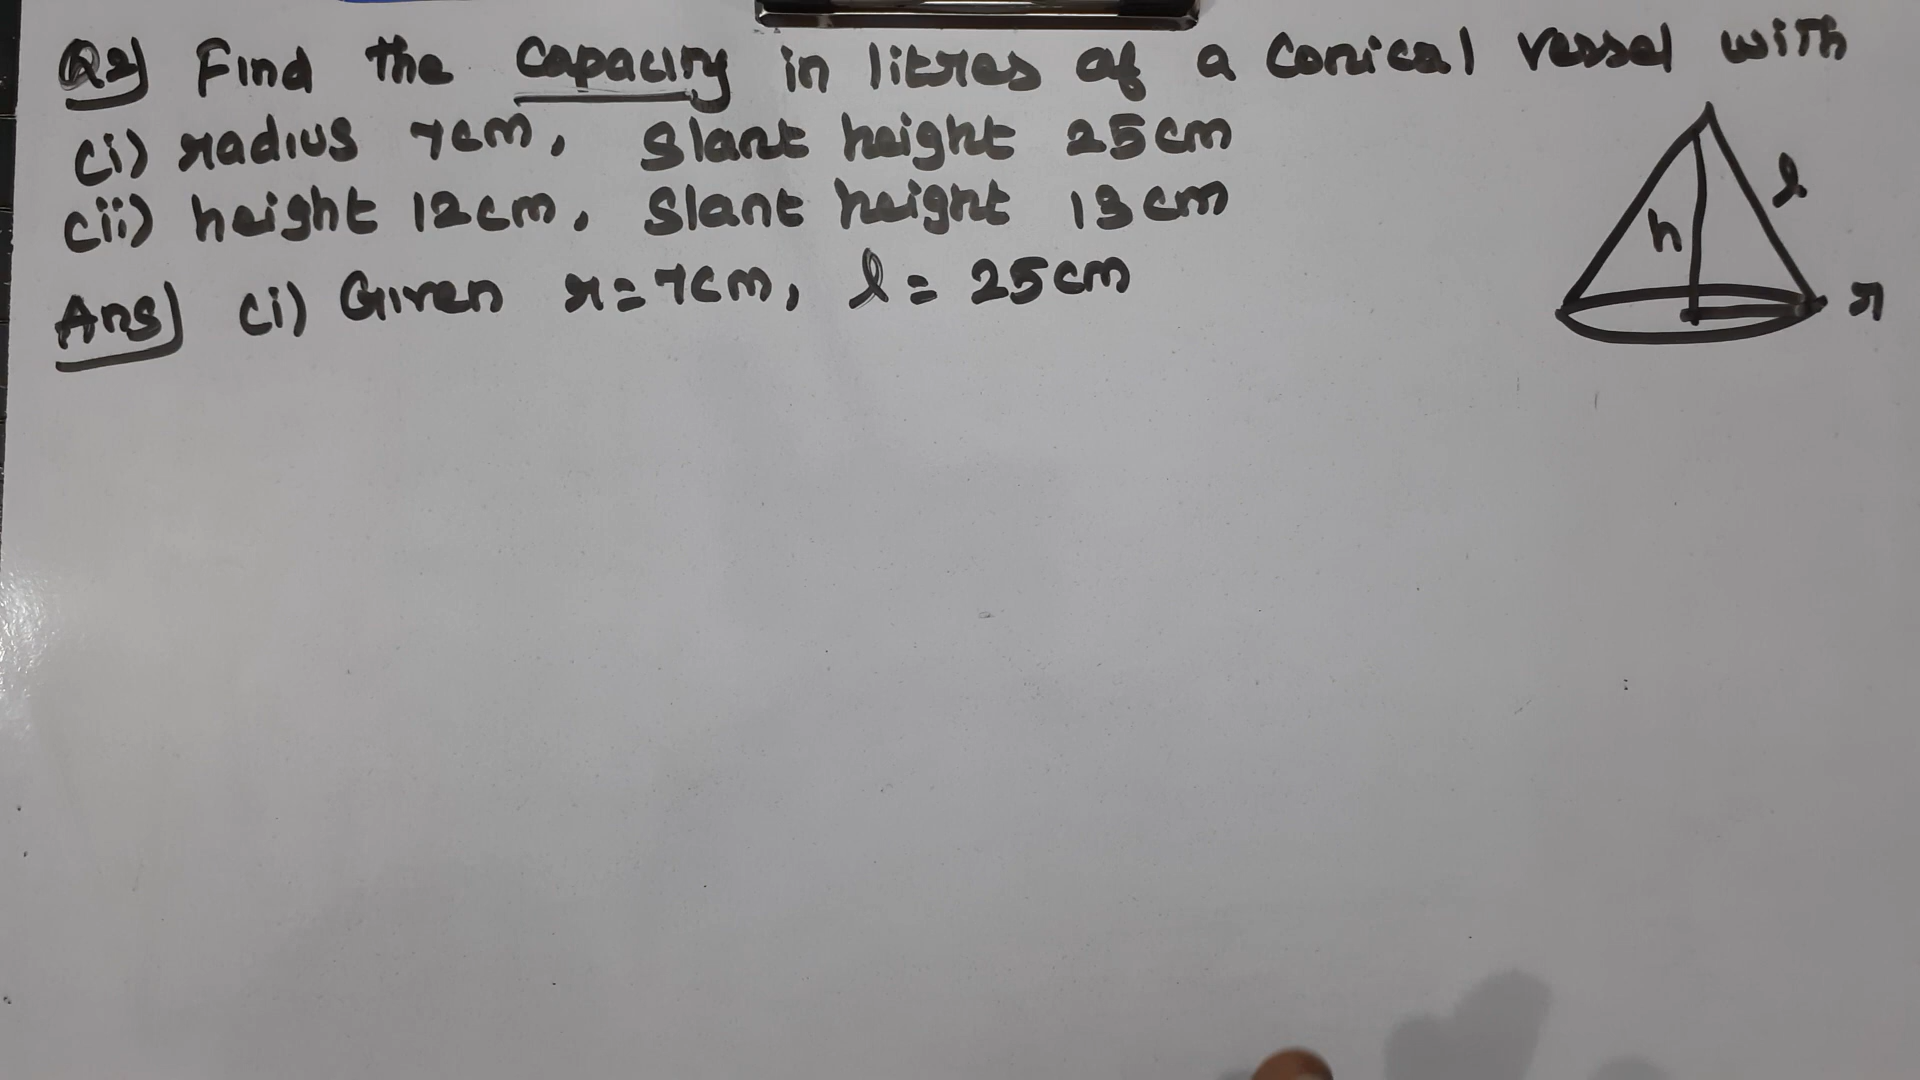 Q2) Find the capacity in litres of a conical vessel with
(i) radius 7cm, slant height 25cm
(ii) height 12cm, slant height 13cm
Ans) (i) Given r=7cm, l= 25cm
h
l
r